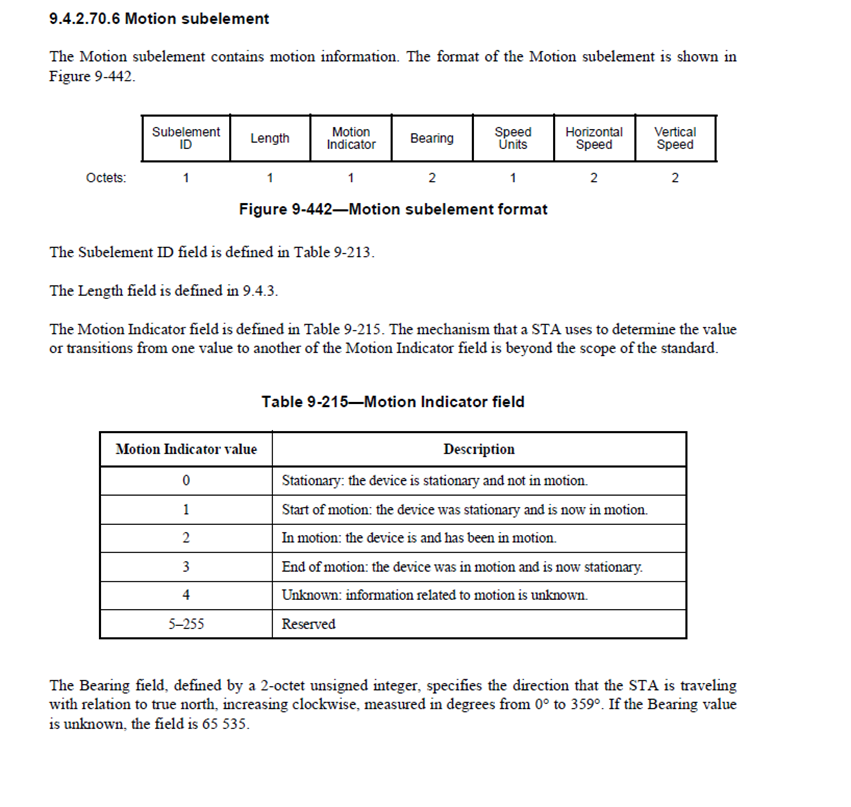 9.4.2.70.6 Motion subelement
The Motion subelement contains motion information. The format of the Motion subelement is shown in
Figure 9-442.
Subelement ID Length Motion Indicator Bearing Speed Units Horizontal Speed Vertical Speed
Octets: 1 1 1 2 1 2 2
Figure 9-442—Motion subelement format
The Subelement ID field is defined in Table 9-213.
The Length field is defined in 9.4.3.
The Motion Indicator field is defined in Table 9-215. The mechanism that a STA uses to determine the value
or transitions from one value to another of the Motion Indicator field is beyond the scope of the standard.
Table 9-215—Motion Indicator field
Motion Indicator value Description
0 Stationary: the device is stationary and not in motion.
1 Start of motion: the device was stationary and is now in motion.
2 In motion: the device is and has been in motion.
3 End of motion: the device was in motion and is now stationary.
4 Unknown: information related to motion is unknown.
5–255 Reserved
The Bearing field, defined by a 2-octet unsigned integer, specifies the direction that the STA is traveling
with relation to true north, increasing clockwise, measured in degrees from 0° to 359°. If the Bearing value
is unknown, the field is 65 535.